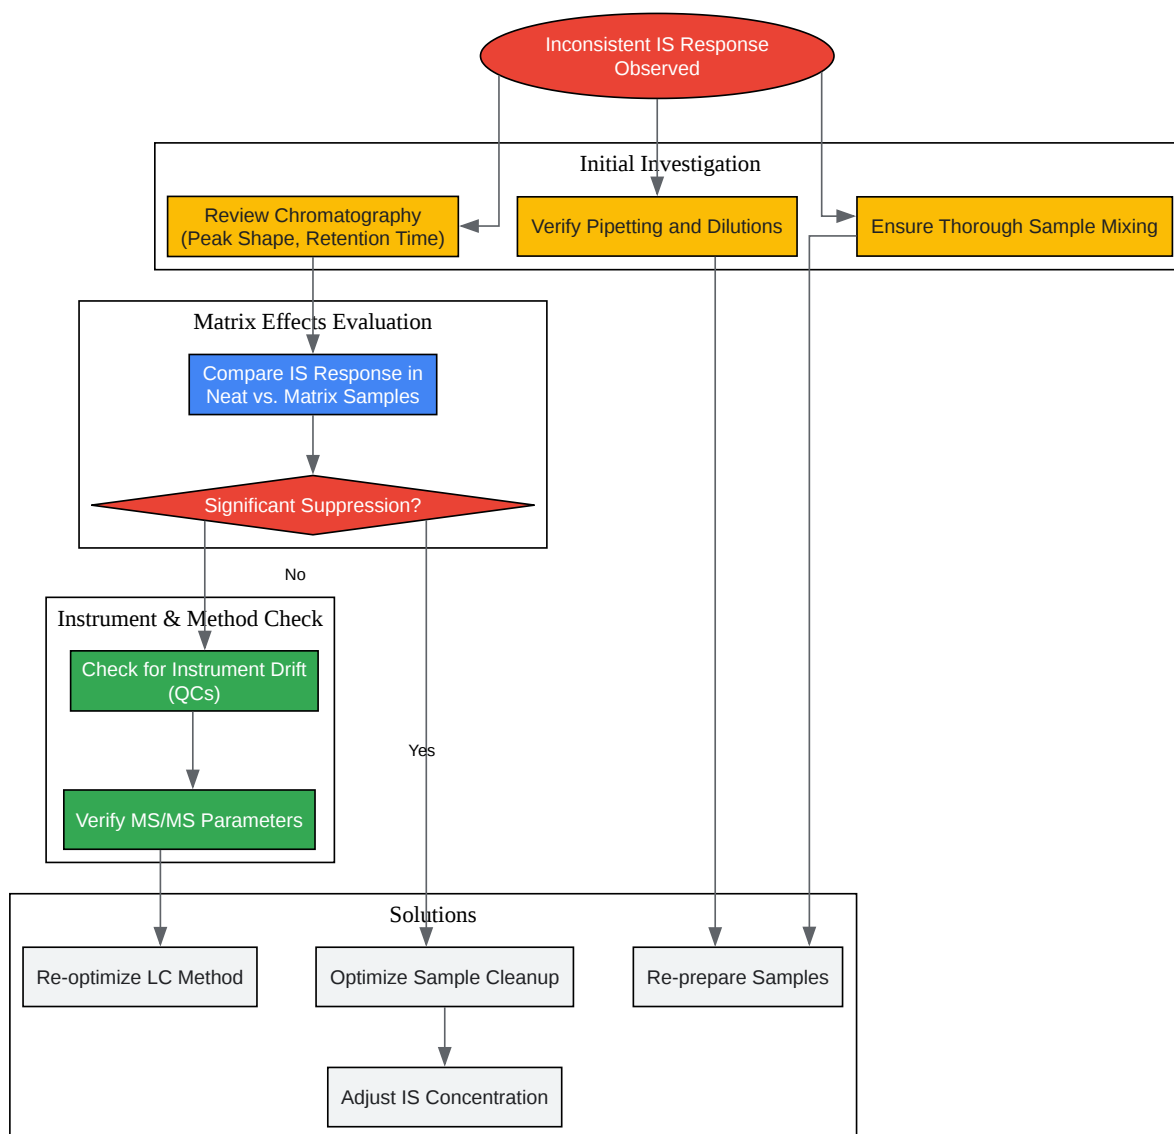 Inconsistent IS Response
Observed
Initial Investigation
Review Chromatography
(Peak Shape, Retention Time)
Verify Pipetting and Dilutions
Ensure Thorough Sample Mixing
Matrix Effects Evaluation
Compare IS Response in
Neat vs. Matrix Samples
Significant Suppression?
No
Instrument & Method Check
Check for Instrument Drift
(QCs)
Yes
Verify MS/MS Parameters
Solutions
Re-optimize LC Method
Optimize Sample Cleanup
Re-prepare Samples
Adjust IS Concentration